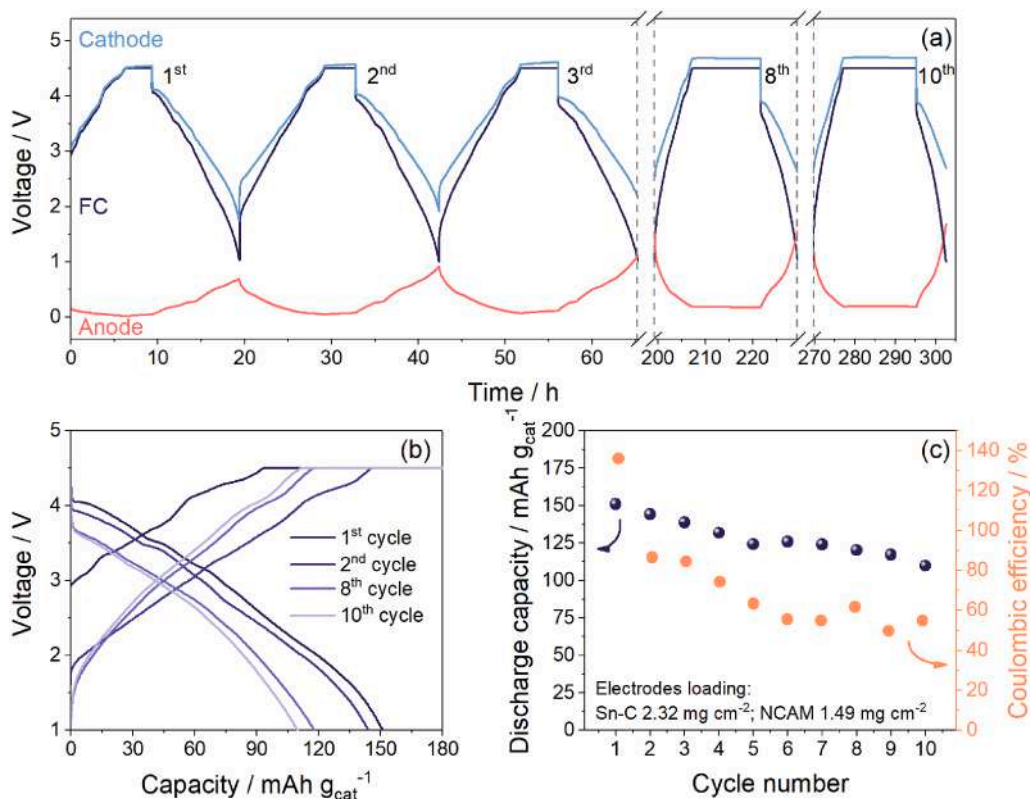 (a)
Cathode
1st
2nd
3rd
8th
10th
FC
Anode
Voltage / V
5
4
3
2
1
0
0 10 20 30 40 50 60 200 210 220 270 280 290 300
Time / h
(b)
Voltage / V
5
4
3
2
1
1st cycle
2nd cycle
8th cycle
10th cycle
0 30 60 90 120 150 180
Capacity / mAh gcat-1
(c)
Discharge capacity / mAh gcat-1
200
175
150
125
100
75
50
25
0
140
120
100
80
60
40
20
0
Coulombic efficiency / %
Electrodes loading:
Sn-C 2.32 mg cm-2; NCAM 1.49 mg cm-2
1 2 3 4 5 6 7 8 9 10
Cycle number